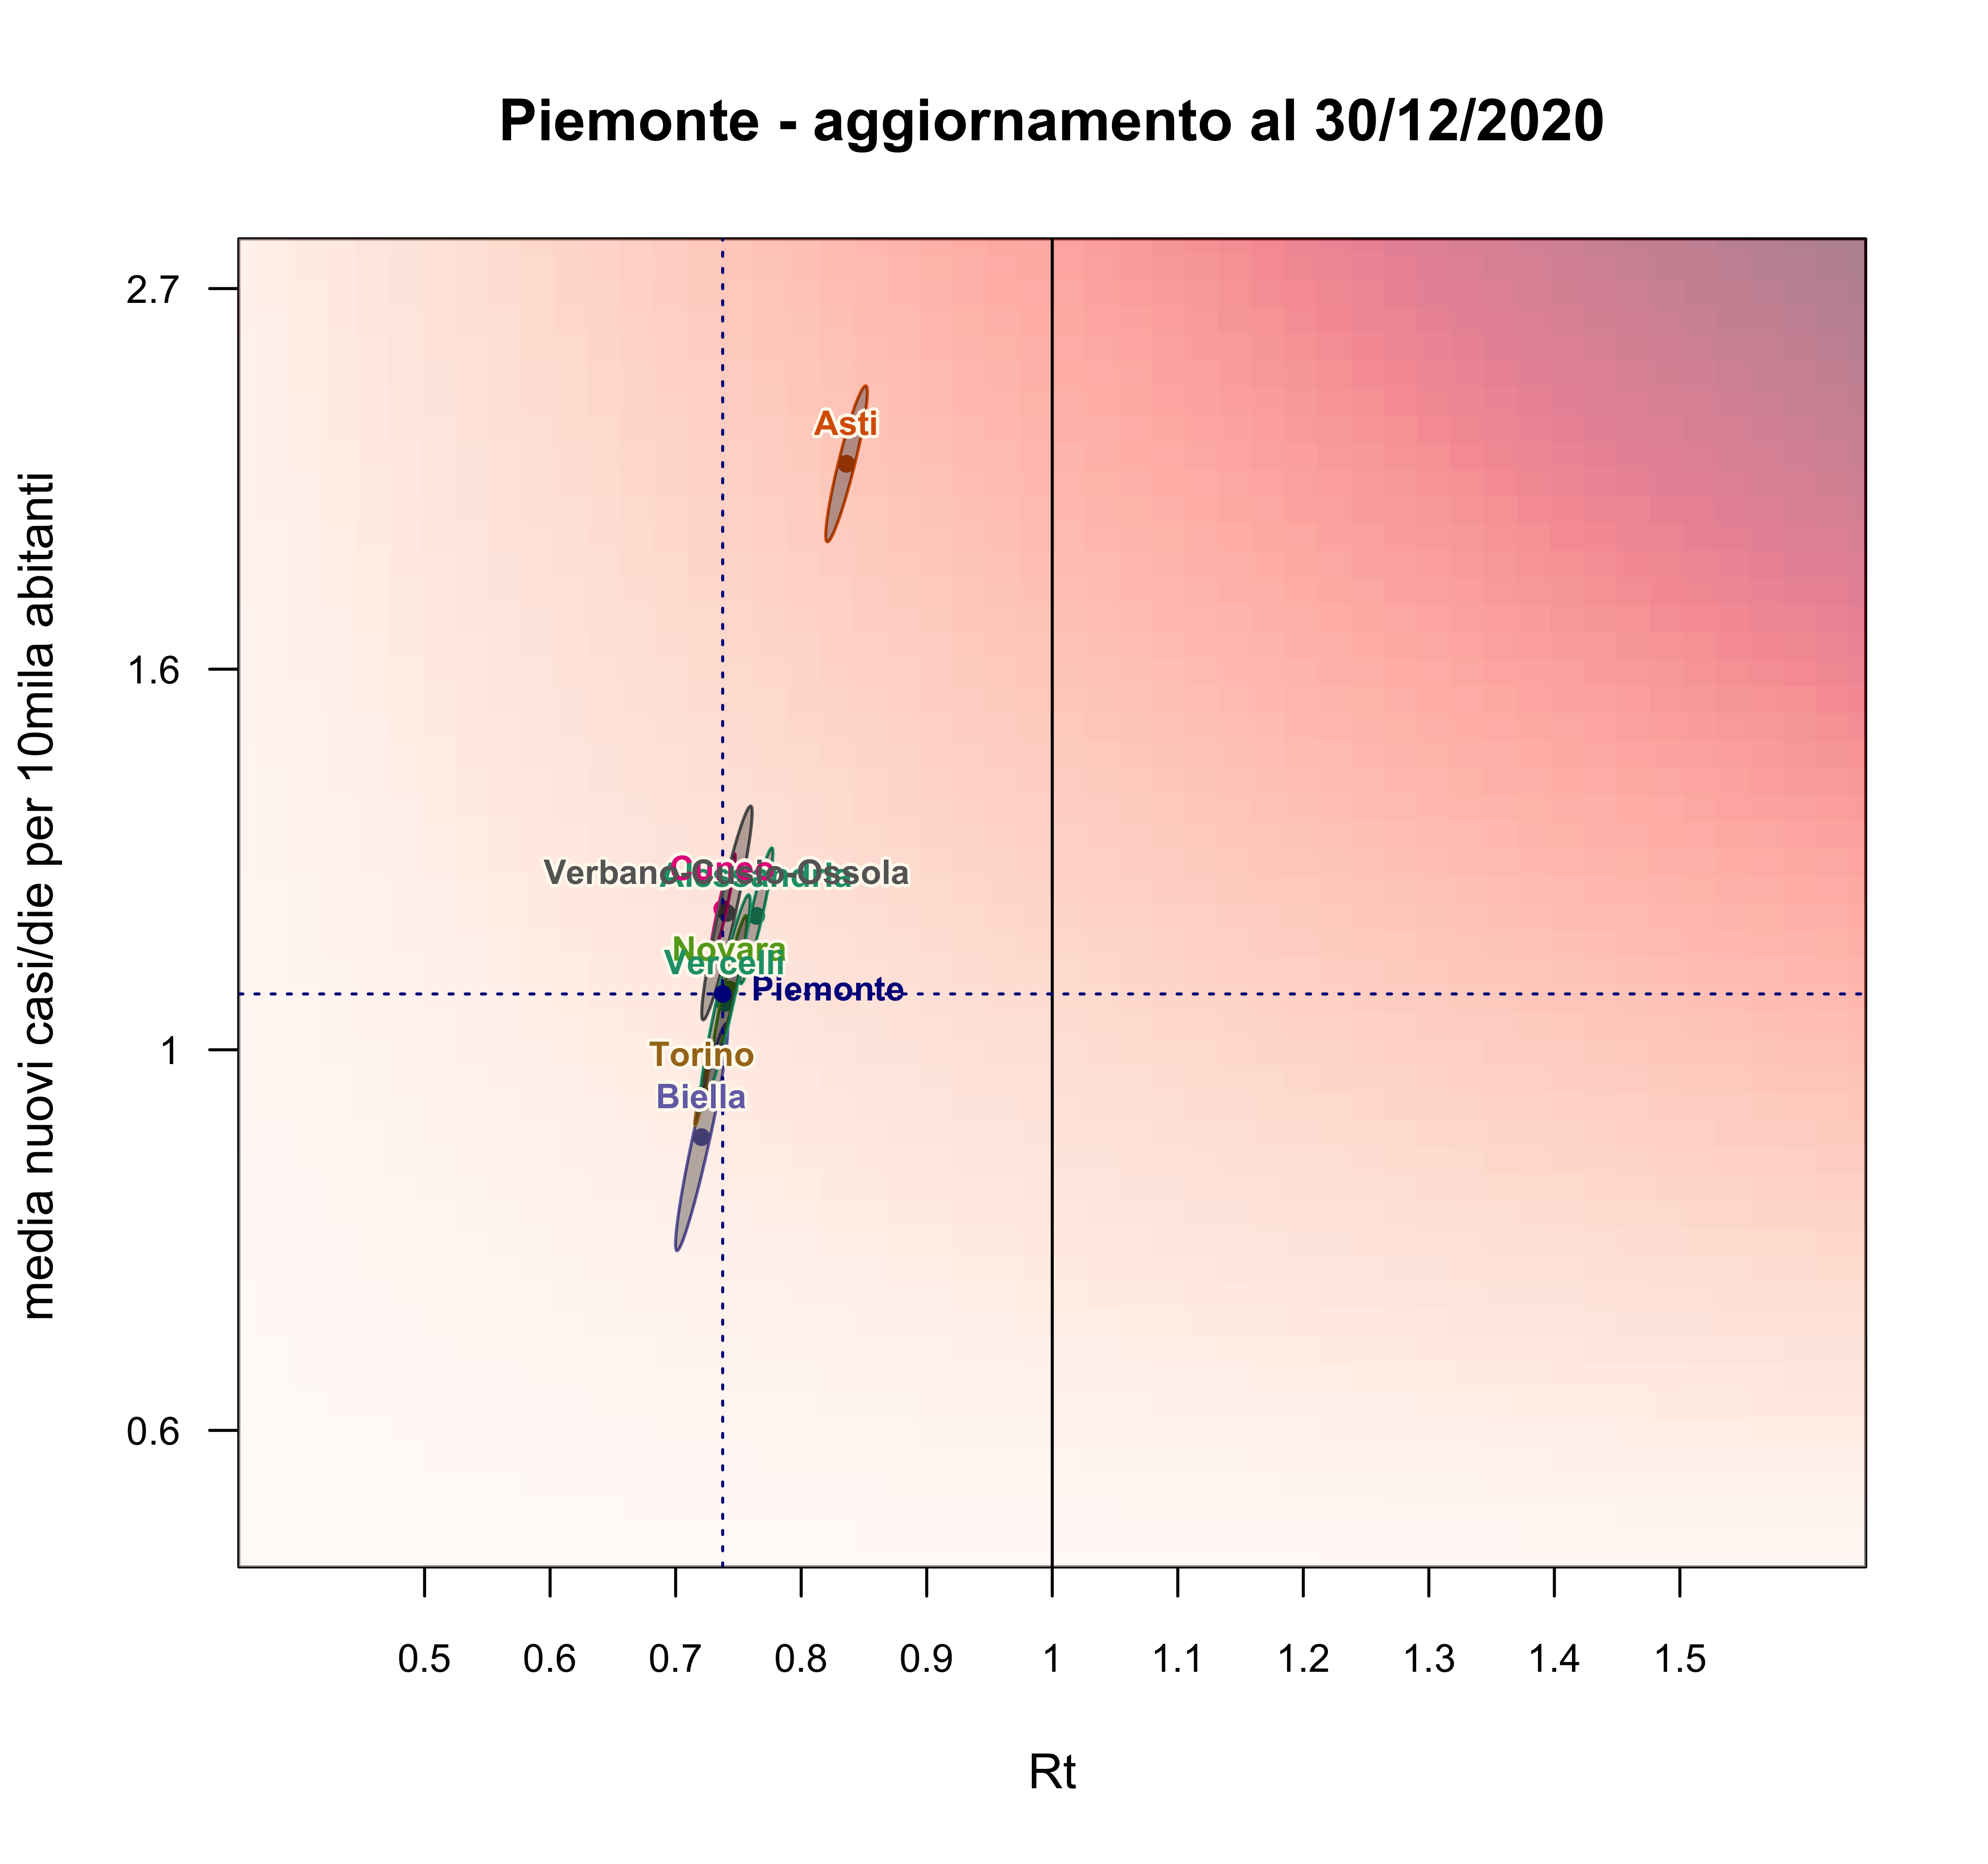 Piemonte - aggiornamento al 30/12/2020
media nuovi casi/die per 10mila abitanti
2.7
1.6
1
0.6
Asti
Verbano-Cusio-Ossola
Cuneo
Alessandria
Novara
Vercelli
Piemonte
Torino
Biella
0.5 0.6 0.7 0.8 0.9 1 1.1 1.2 1.3 1.4 1.5
Rt